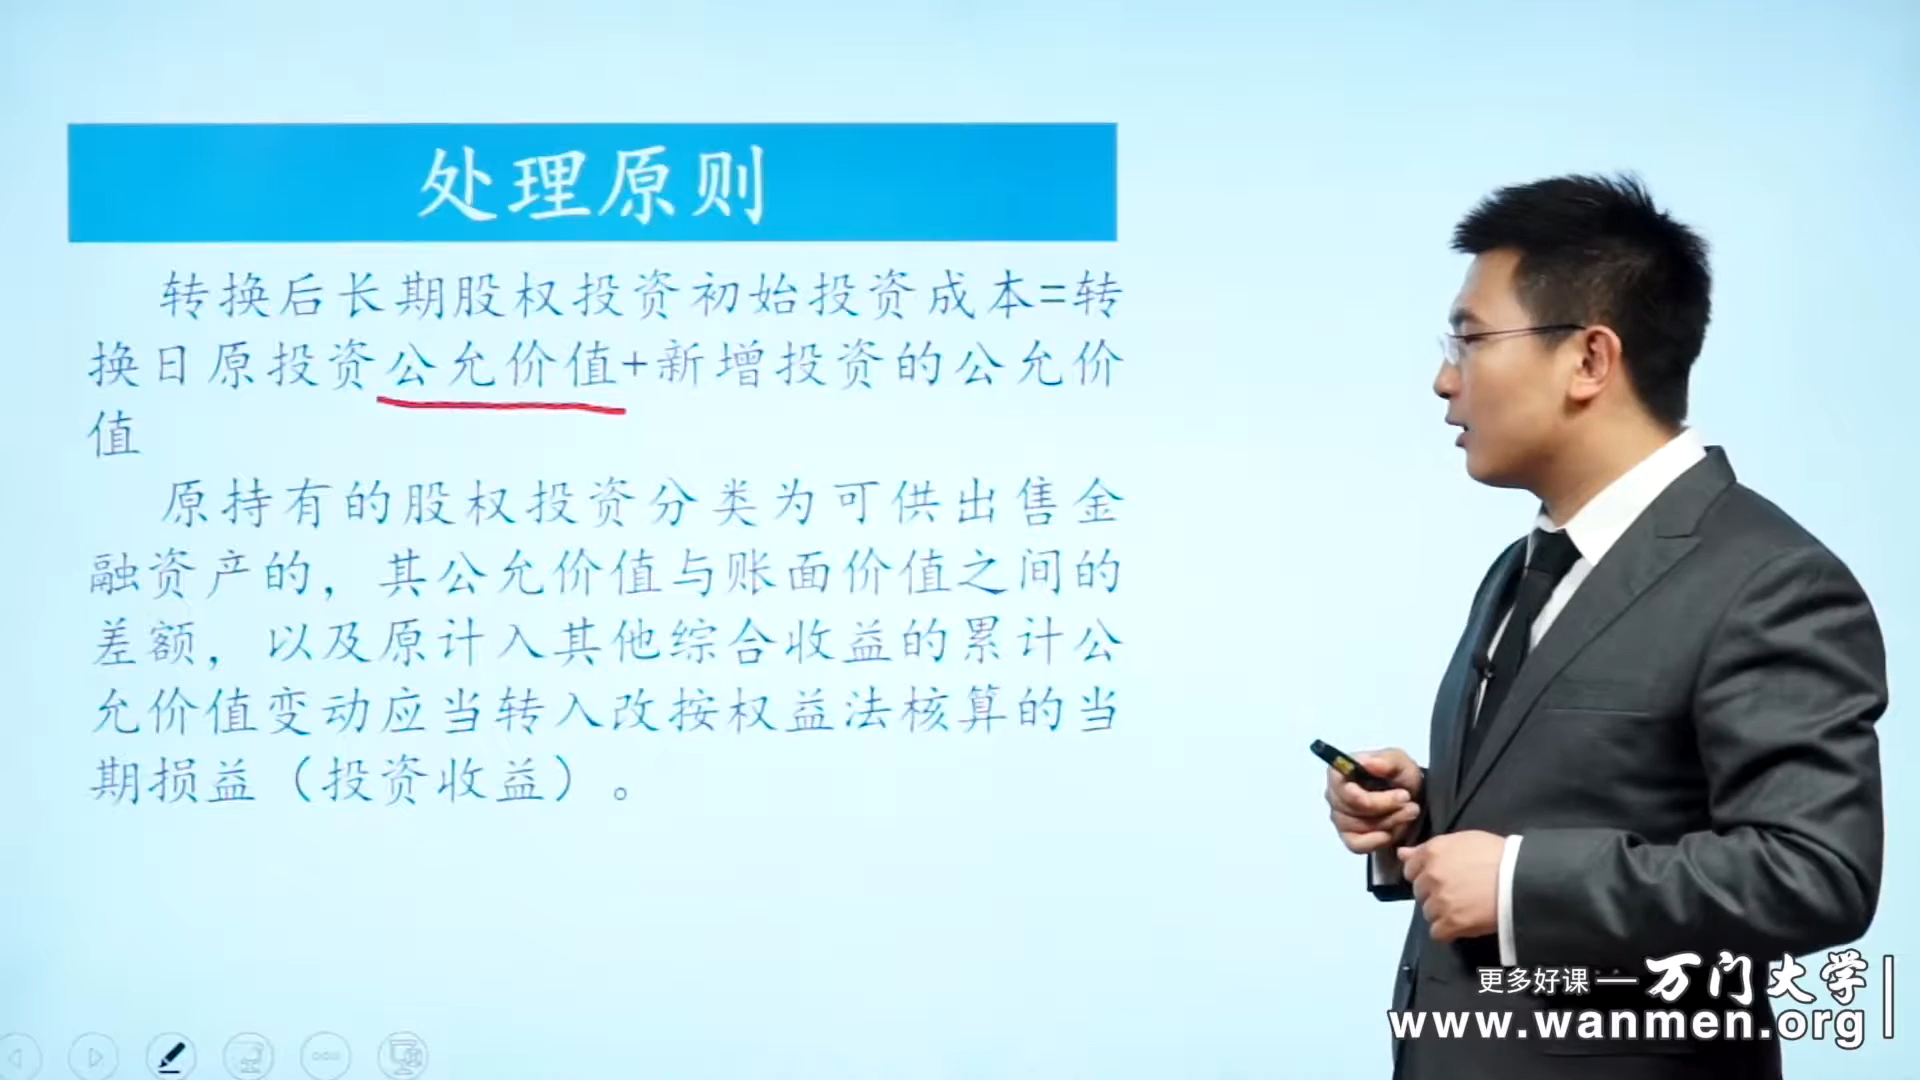 处理原则
转换后长期股权投资初始投资成本=转
换日原投资公允价值+新增投资的公允价
值
原持有的股权投资分类为可供出售金
融资产的，其公允价值与账面价值之间的
差额，以及原计入其他综合收益的累计公
允价值变动应当转入改按权益法核算的当
期损益（投资收益）。
更多好课一万门大学
www.wanmen.org